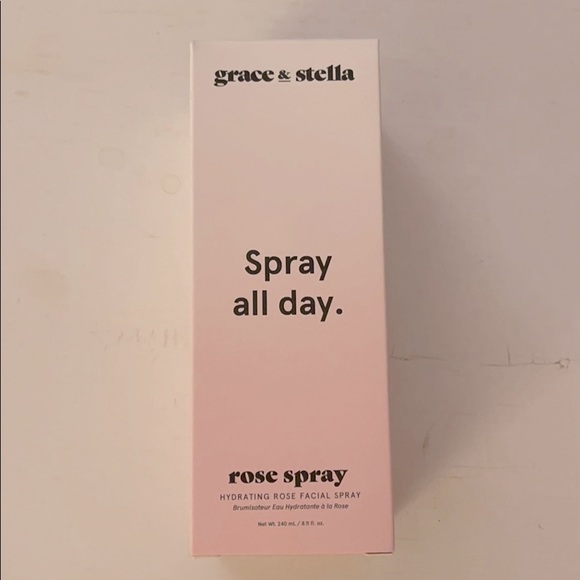 grace & stella
Spray
all day.
rose spray
HYDRATING ROSE FACIAL SPRAY
Brumisateur Eau Hydratante à la Rose
Net Wt. 240 mL / 8 fl. oz.